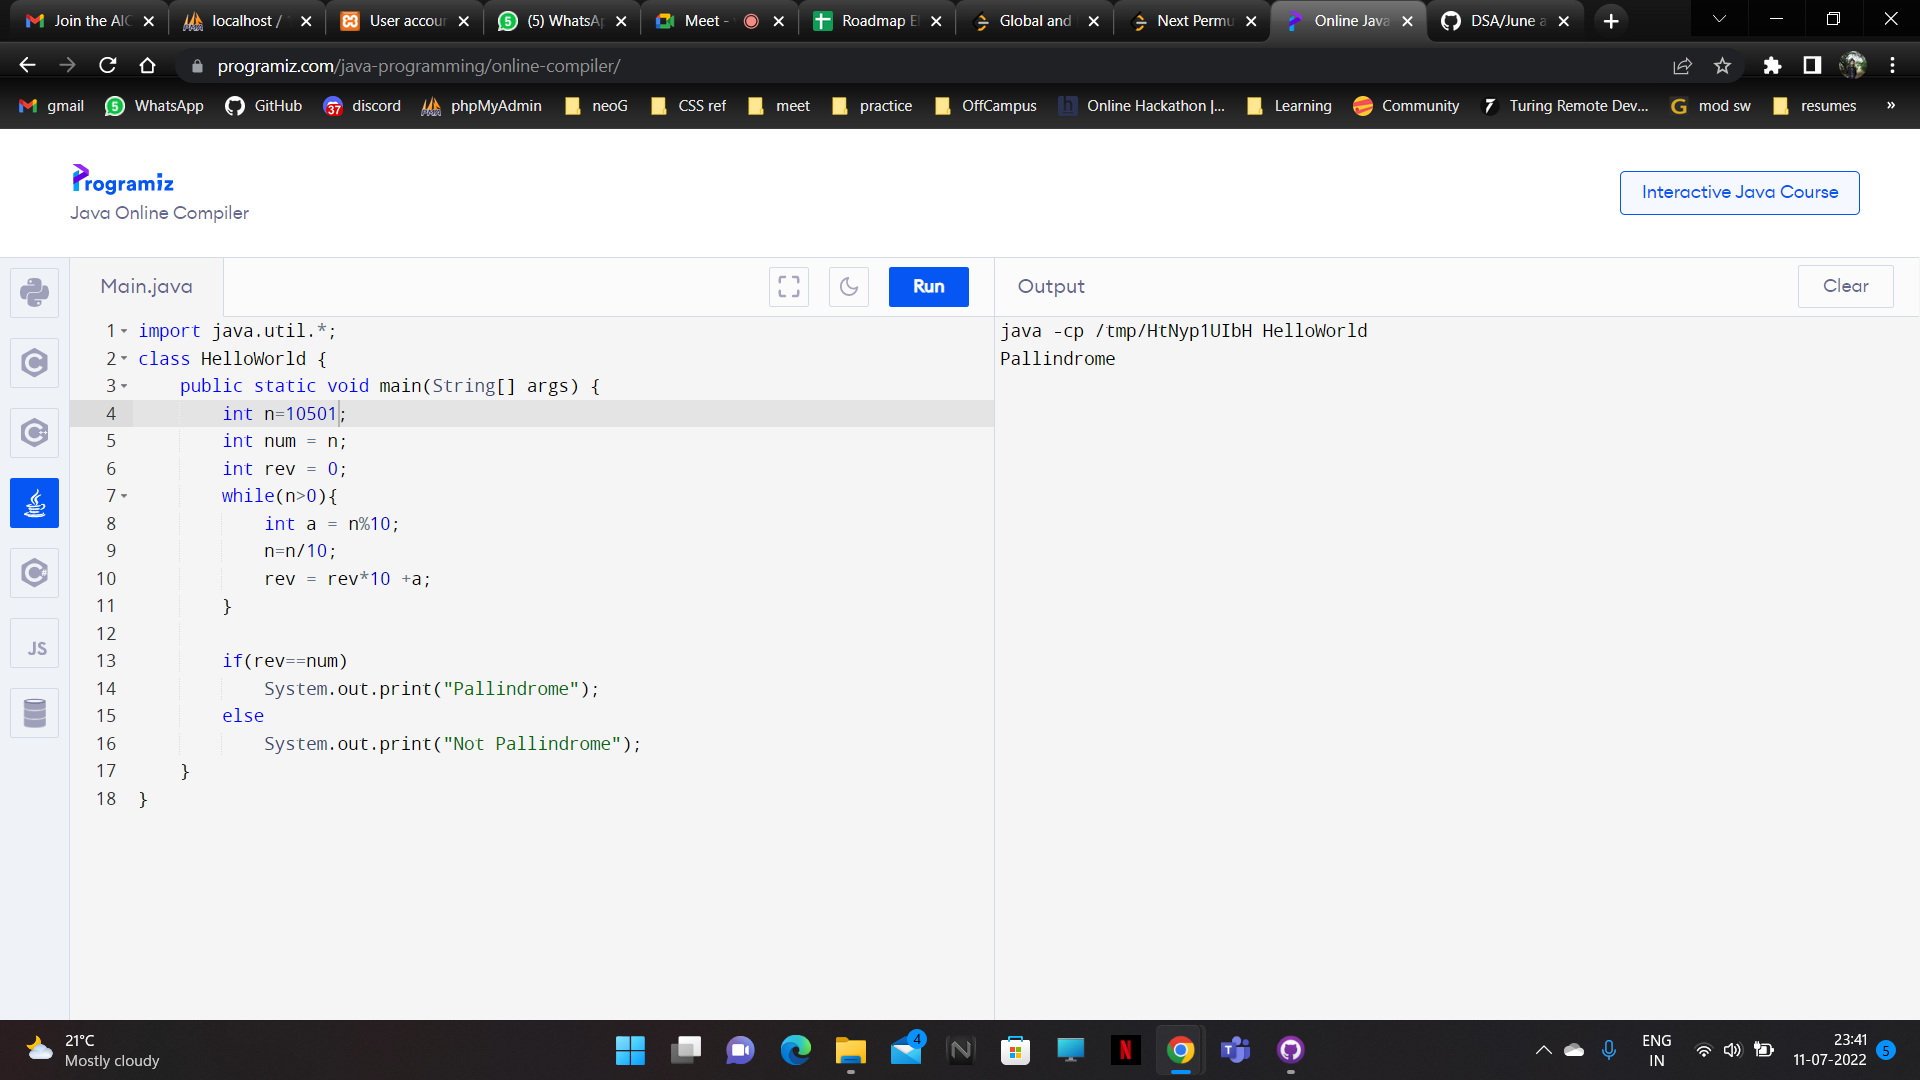 Join the AIC
localhost /
User accour
(5) WhatsAp
Meet -
Roadmap El
Global and
Next Permu
Online Java
DSA/June a
programiz.com/java-programming/online-compiler/
gmail
WhatsApp
GitHub
37
discord
phpMyAdmin
neoG
CSS ref
meet
practice
OffCampus
h
Online Hackathon |...
Learning
Community
Turing Remote Dev...
G
mod sw
resumes
»
Programiz
Java Online Compiler
Interactive Java Course
Main.java
Run
Output
Clear
JS
1 import java.util.*;
2 class HelloWorld {
3 public static void main(String[] args) {
4 int n=10501;
5 int num = n;
6 int rev = 0;
7 while(n>0){
8 int a = n%10;
9 n=n/10;
10 rev = rev*10 +a;
11 }
12
13 if(rev==num)
14 System.out.print("Pallindrome");
15 else
16 System.out.print("Not Pallindrome");
17 }
18 }
java -cp /tmp/HtNyp1UIbH HelloWorld
Pallindrome
21°C
Mostly cloudy
4
ENG
IN
23:41
11-07-2022
5